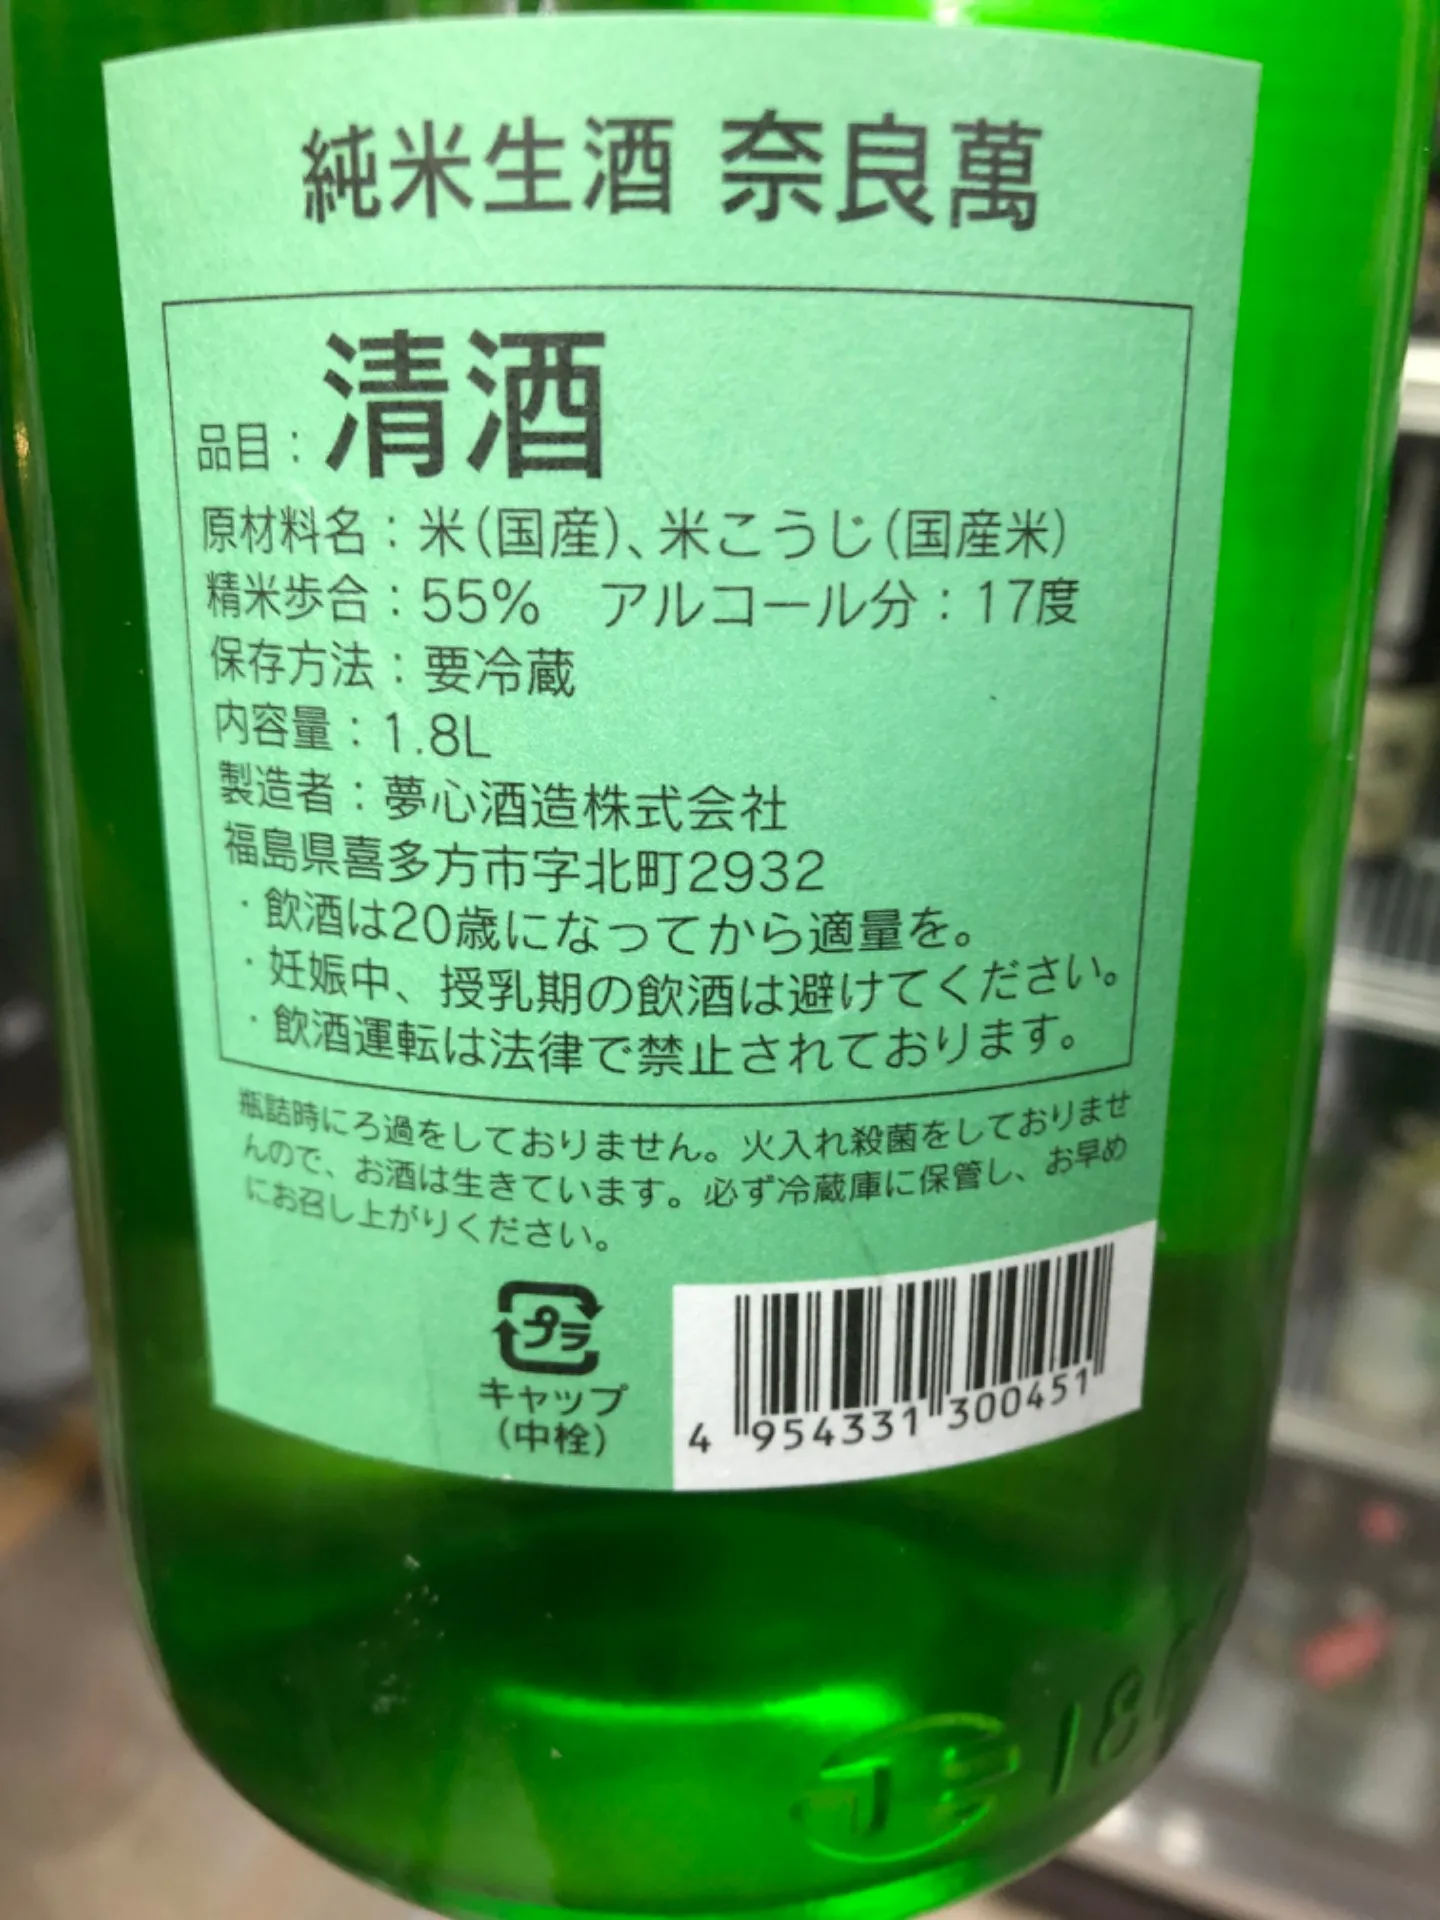 純米生酒 奈良萬
品目：清酒
原材料名：米(国産)、米こうじ(国産米)
精米歩合：55%　アルコール分：17度
保存方法：要冷蔵
内容量：1.8L
製造者：夢心酒造株式会社
福島県喜多方市字北町2932
・飲酒は20歳になってから適量を。
・妊娠中、授乳期の飲酒は避けてください。
・飲酒運転は法律で禁止されております。
瓶詰時にろ過をしておりません。火入れ殺菌をしておりませ
んので、お酒は生きています。必ず冷蔵庫に保管し、お早め
にお召し上がりください。
プラ
キャップ
(中栓)
4 954331 300451